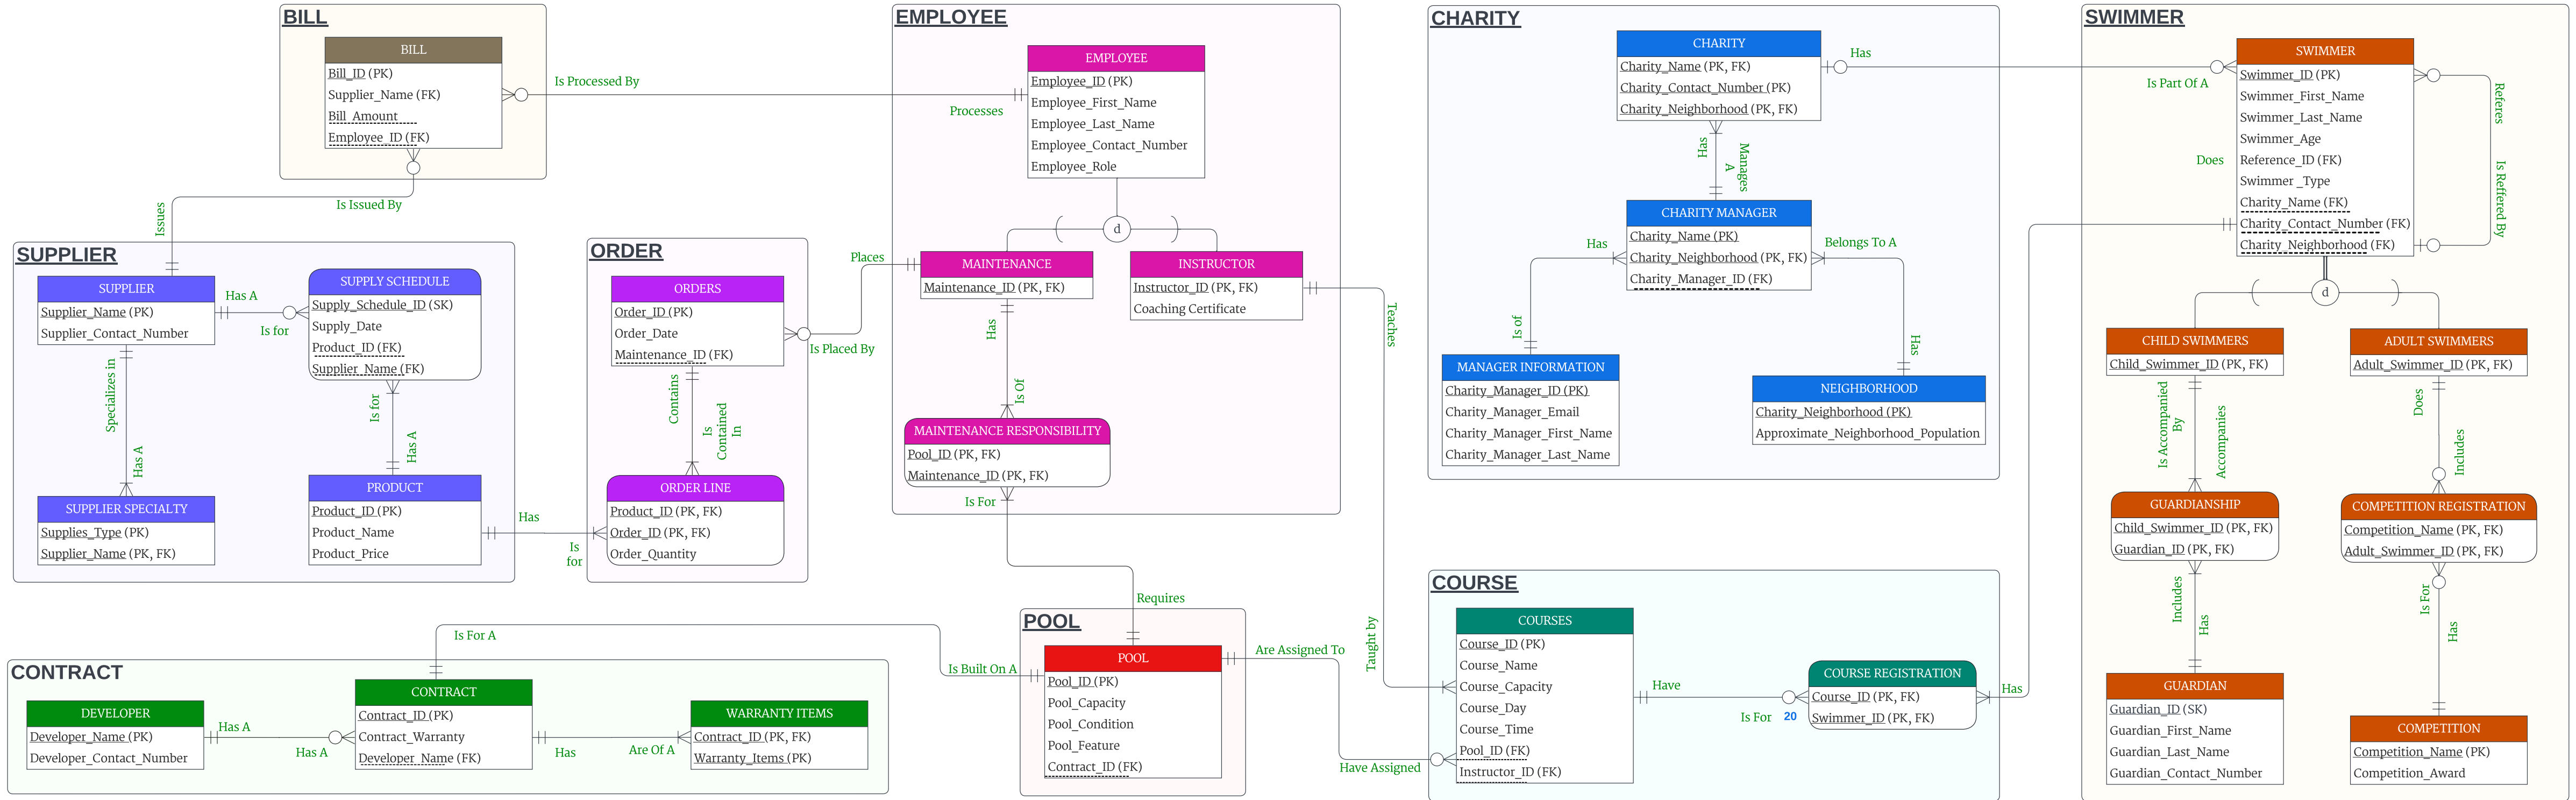 BILL
BILL
Bill_ID (PK)
Supplier_Name (FK)
Bill_Amount
Employee_ID (FK)
Is Processed By
Processes
Issues
Is Issued By
EMPLOYEE
EMPLOYEE
Employee_ID (PK)
Employee_First_Name
Employee_Last_Name
Employee_Contact_Number
Employee_Role
d
MAINTENANCE
Maintenance_ID (PK, FK)
INSTRUCTOR
Instructor_ID (PK, FK)
Coaching Certificate
Has
Is Of
MAINTENANCE RESPONSIBILITY
Pool_ID (PK, FK)
Maintenance_ID (PK, FK)
Is For
Requires
Places
Is Placed By
Teaches
Taught by
CHARITY
CHARITY
Charity_Name (PK, FK)
Charity_Contact_Number (PK)
Charity_Neighborhood (PK, FK)
Has
Is Part Of A
Has
Manages
A
CHARITY MANAGER
Charity_Name (PK)
Charity_Neighborhood (PK, FK)
Charity_Manager_ID (FK)
Has
Is of
Belongs To A
Has
MANAGER INFORMATION
Charity_Manager_ID (PK)
Charity_Manager_Email
Charity_Manager_First_Name
Charity_Manager_Last_Name
NEIGHBORHOOD
Charity_Neighborhood (PK)
Approximate_Neighborhood_Population
SWIMMER
SWIMMER
Swimmer_ID (PK)
Swimmer_First_Name
Swimmer_Last_Name
Swimmer_Age
Reference_ID (FK)
Swimmer _Type
Charity_Name (FK)
Charity_Contact_Number (FK)
Charity_Neighborhood (FK)
Does
Referes
Is Reffered By
d
CHILD SWIMMERS
Child_Swimmer_ID (PK, FK)
ADULT SWIMMERS
Adult_Swimmer_ID (PK, FK)
Is Accompanied
By
Accompanies
Does
Includes
GUARDIANSHIP
Child_Swimmer_ID (PK, FK)
Guardian_ID (PK, FK)
COMPETITION REGISTRATION
Competition_Name (PK, FK)
Adult_Swimmer_ID (PK, FK)
Includes
Has
Is For
Has
GUARDIAN
Guardian_ID (SK)
Guardian_First_Name
Guardian_Last_Name
Guardian_Contact_Number
COMPETITION
Competition_Name (PK)
Competition_Award
SUPPLIER
SUPPLIER
Supplier_Name (PK)
Supplier_Contact_Number
Has A
Is for
SUPPLY SCHEDULE
Supply_Schedule_ID (SK)
Supply_Date
Product_ID (FK)
Supplier_Name (FK)
Specializes in
Has A
Is for
Has A
SUPPLIER SPECIALTY
Supplies_Type (PK)
Supplier_Name (PK, FK)
PRODUCT
Product_ID (PK)
Product_Name
Product_Price
Has
Is
for
ORDER
ORDERS
Order_ID (PK)
Order_Date
Maintenance_ID (FK)
Contains
Is
Contained
In
ORDER LINE
Product_ID (PK, FK)
Order_ID (PK, FK)
Order_Quantity
CONTRACT
DEVELOPER
Developer_Name (PK)
Developer_Contact_Number
Has A
Has A
CONTRACT
Contract_ID (PK)
Contract_Warranty
Developer_Name (FK)
Has
Are Of A
WARRANTY ITEMS
Contract_ID (PK, FK)
Warranty_Items (PK)
Is For A
Is Built On A
POOL
POOL
Pool_ID (PK)
Pool_Capacity
Pool_Condition
Pool_Feature
Contract_ID (FK)
Are Assigned To
Have Assigned
COURSE
COURSES
Course_ID (PK)
Course_Name
Course_Capacity
Course_Day
Course_Time
Pool_ID (FK)
Instructor_ID (FK)
Have
Is For
20
COURSE REGISTRATION
Course_ID (PK, FK)
Swimmer_ID (PK, FK)
Has